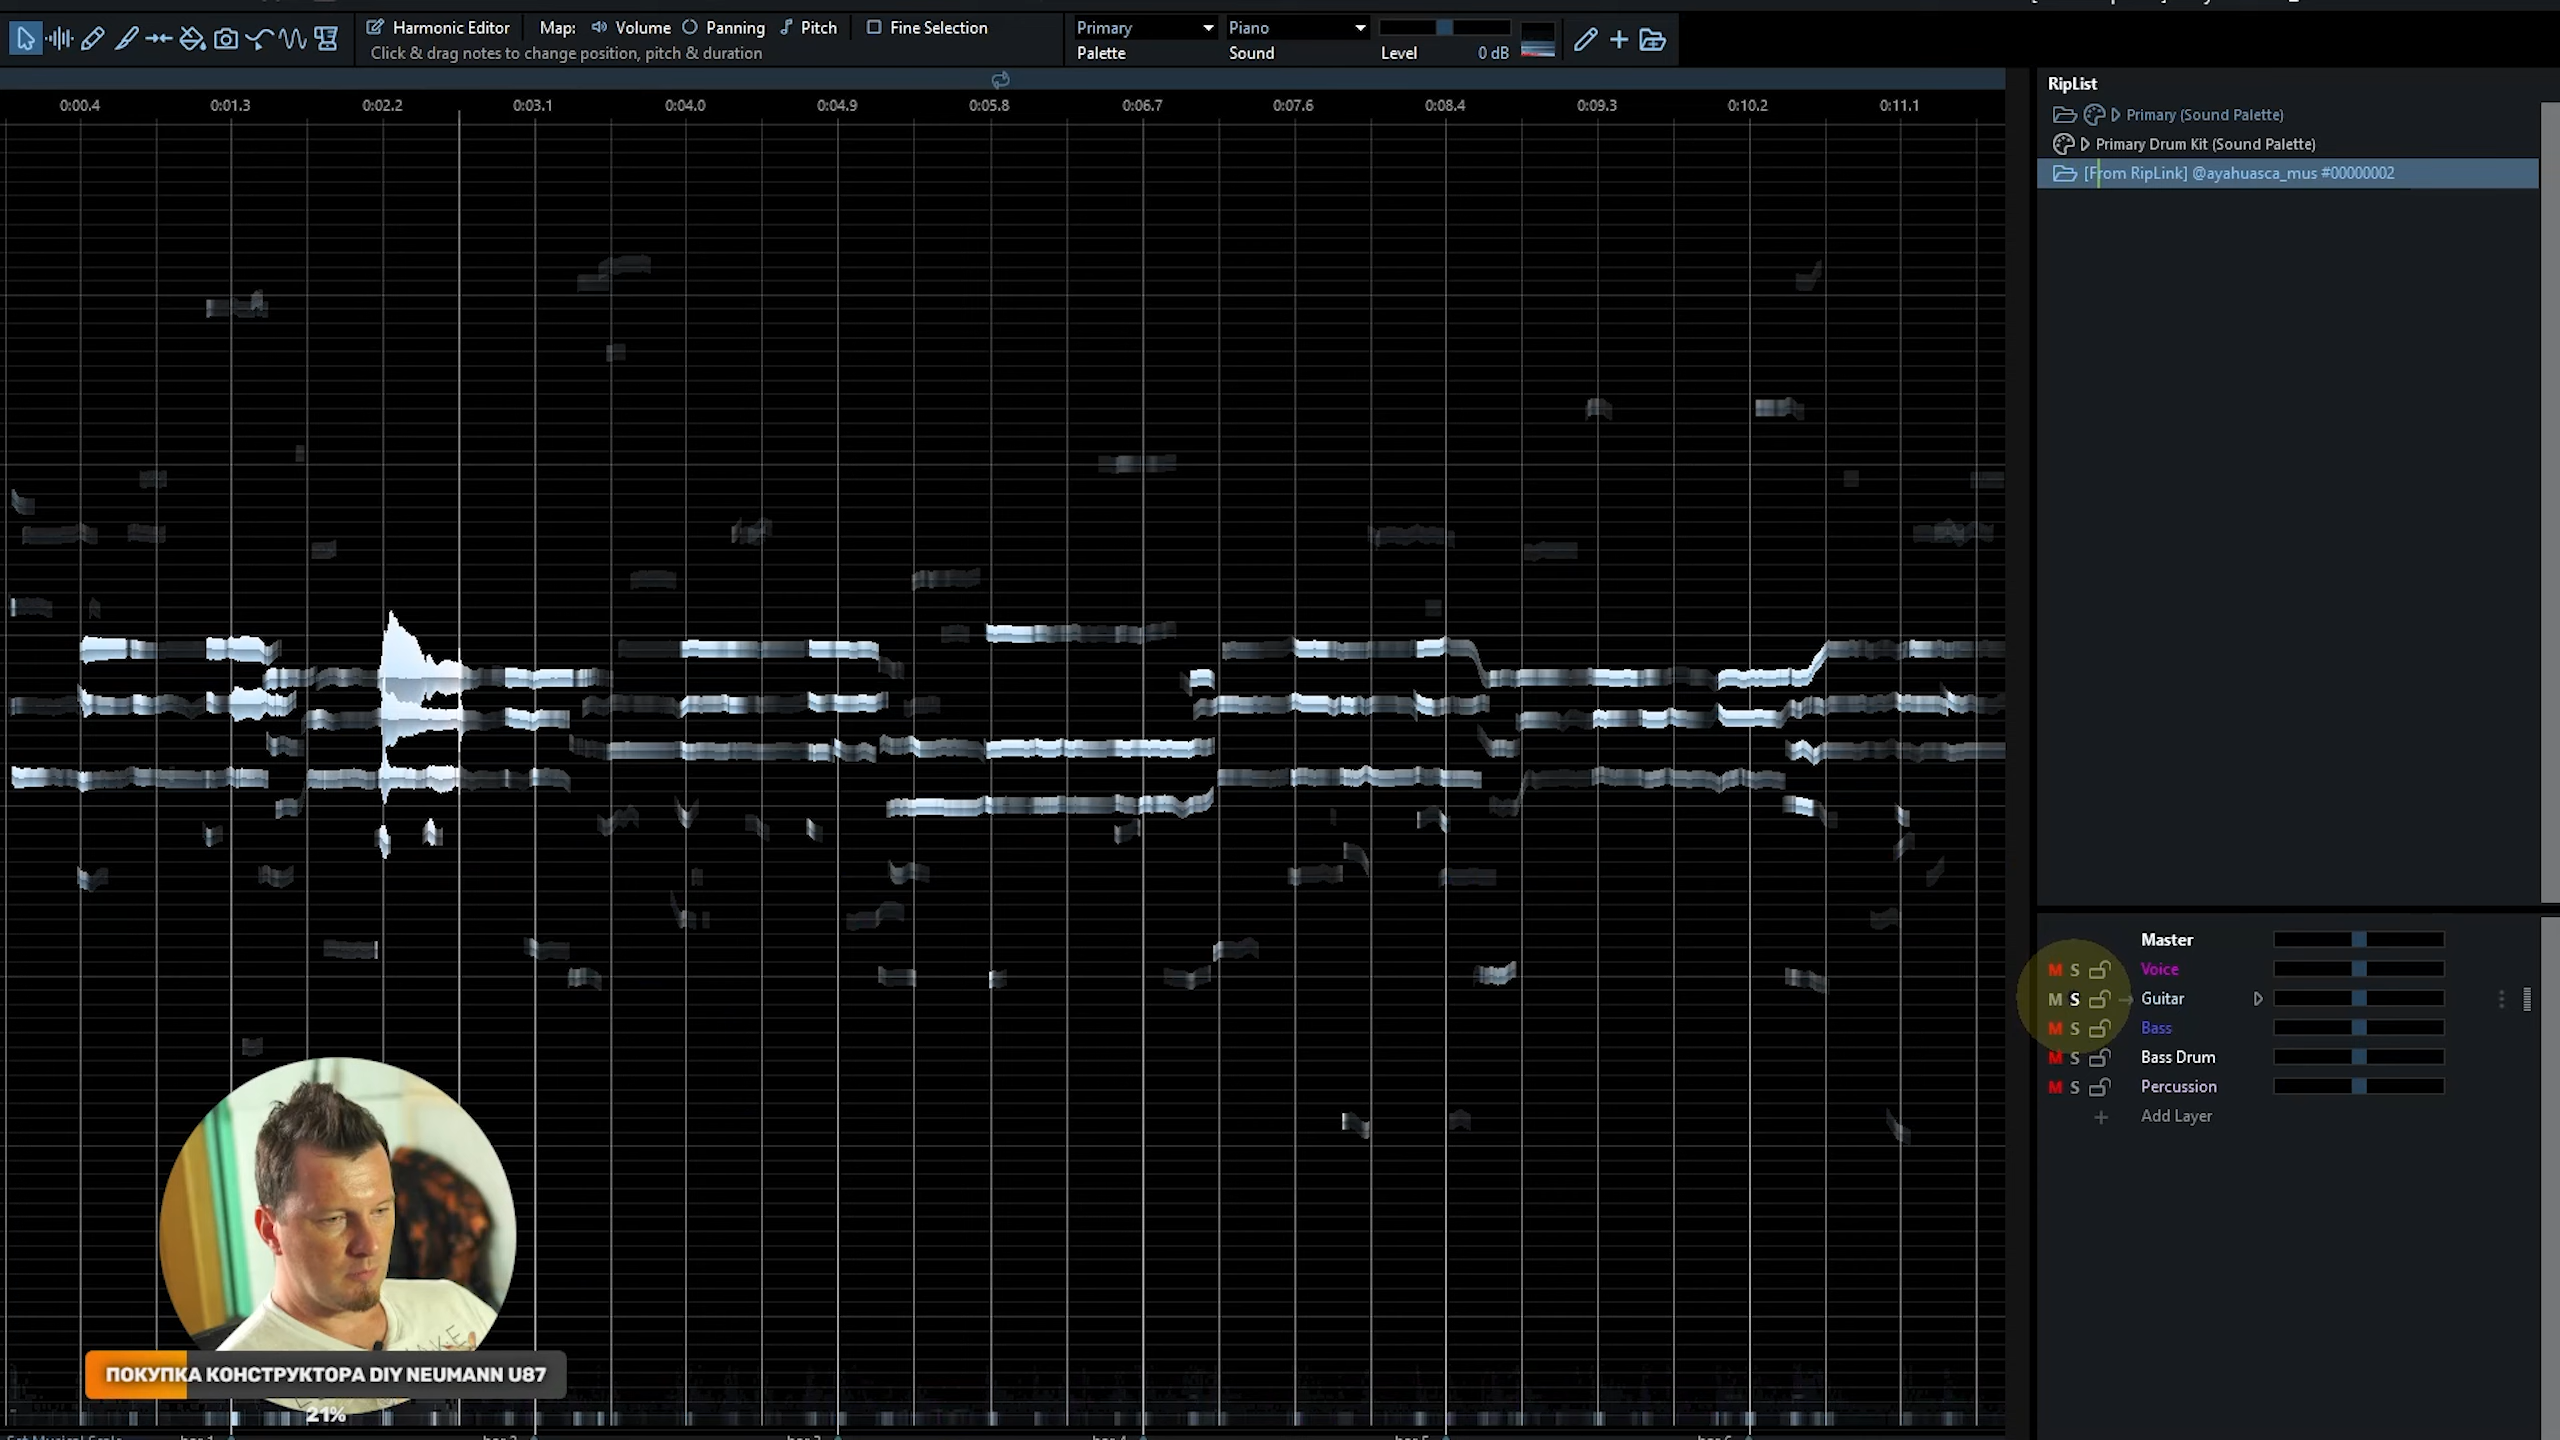 Harmonic Editor Map: Volume Panning Pitch Fine Selection Primary Piano
Click & drag notes to change position, pitch & duration Palette Sound Level 0 dB
0:00.4 0:01.3 0:02.2 0:03.1 0:04.0 0:04.9 0:05.8 0:06.7 0:07.6 0:08.4 0:09.3 0:10.2 0:11.1
RipList
Primary (Sound Palette)
Primary Drum Kit (Sound Palette)
[From RipLink] @ayahuasca_mus #00000002
Master
M S Voice
M S Guitar
M S Bass
M S Bass Drum
M S Percussion
+ Add Layer
ПОКУПКА КОНСТРУКТОРА DIY NEUMANN U87
21%